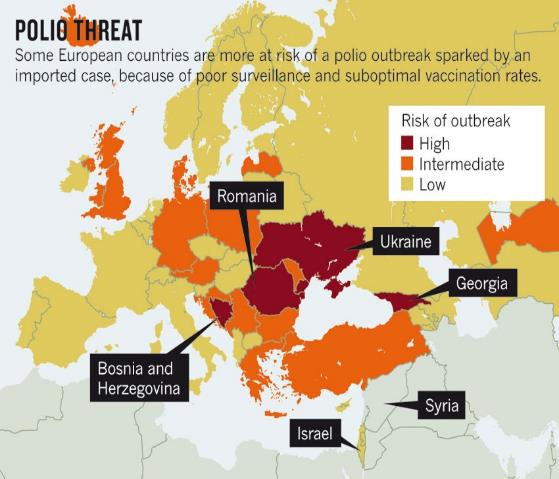 POLIO THREAT
Some European countries are more at risk of a polio outbreak sparked by an
imported case, because of poor surveillance and suboptimal vaccination rates.
Risk of outbreak
High
Intermediate
Low
Romania
Ukraine
Georgia
Bosnia and
Herzegovina
Syria
Israel